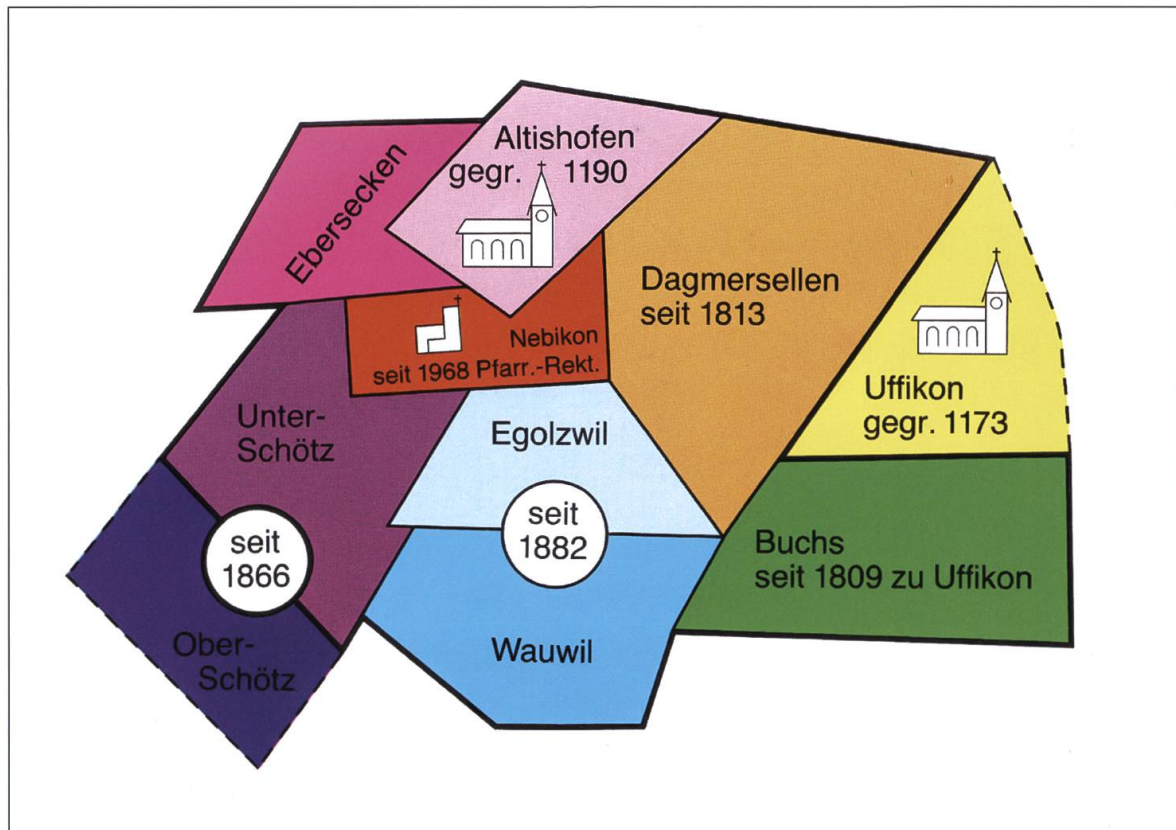 Altishofen
gegr. 1190
Ebersecken
Dagmersellen
seit 1813
Nebikon
seit 1968 Pfarr.-Rekt.
Uffikon
gegr. 1173
Unter-
Schötz
Egolzwil
seit
1866
seit
1882
Buchs
seit 1809 zu Uffikon
Ober-
Schötz
Wauwil